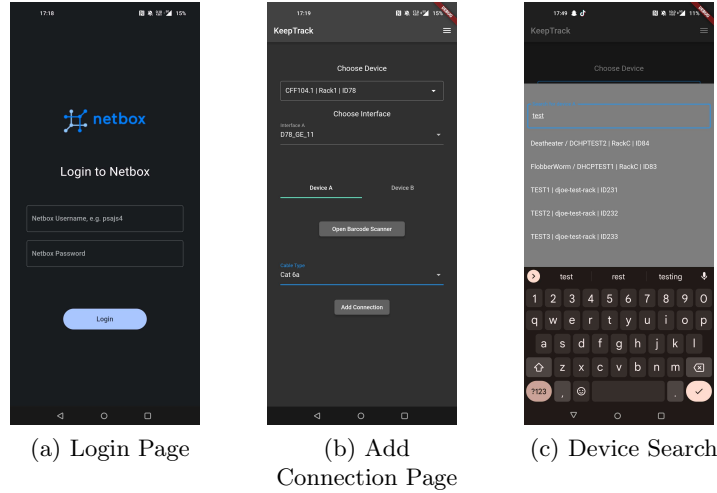 17:18
15%
netbox
Login to Netbox
Netbox Username, e.g. psajs4
Netbox Password
Login
(a) Login Page
17:19
15%
DEBUG
KeepTrack
Choose Device
CFF104.1 | Rack1 | ID78
Choose Interface
Interface A
D78_GE_11
Device A
Device B
Open Barcode Scanner
Cable Type
Cat 6a
Add Connection
(b) Add
Connection Page
17:49
11%
DEBUG
KeepTrack
Choose Device
test
Deatheater / DCHPTEST2 | RackC | ID84
FlobberWorm / DHCPTEST1 | RackC | ID83
TEST1 | djoe-test-rack | ID231
TEST2 | djoe-test-rack | ID232
TEST3 | djoe-test-rack | ID233
test rest testing
1 2 3 4 5 6 7 8 9 0
q w e r t y u i o p
a s d f g h j k l
z x c v b n m
?123 , .
(c) Device Search